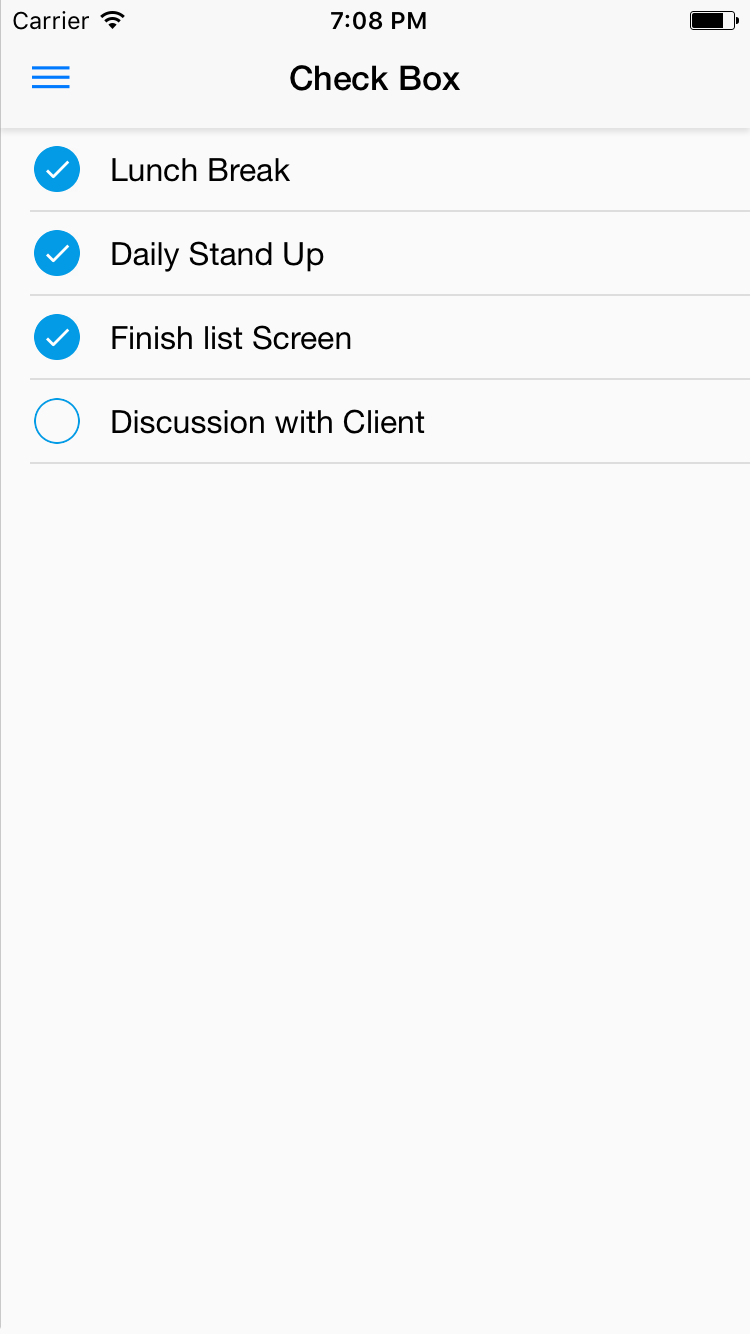 Carrier 7:08 PM
Check Box
Lunch Break
Daily Stand Up
Finish list Screen
Discussion with Client